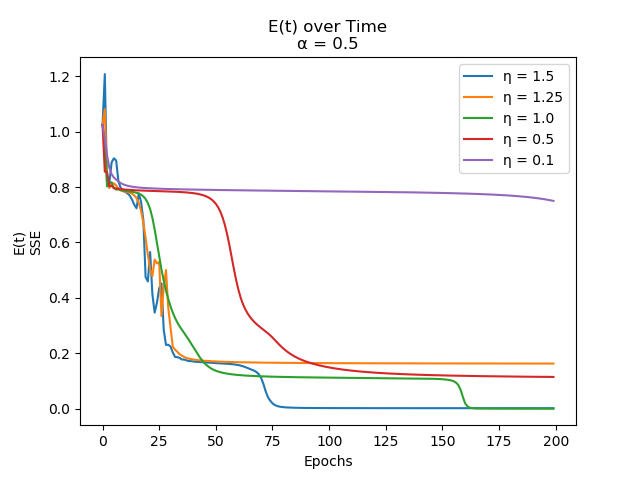 E(t) over Time
α = 0.5
η = 1.5
η = 1.25
η = 1.0
η = 0.5
η = 0.1
E(t)
SSE
1.2
1.0
0.8
0.6
0.4
0.2
0.0
0 25 50 75 100 125 150 175 200
Epochs